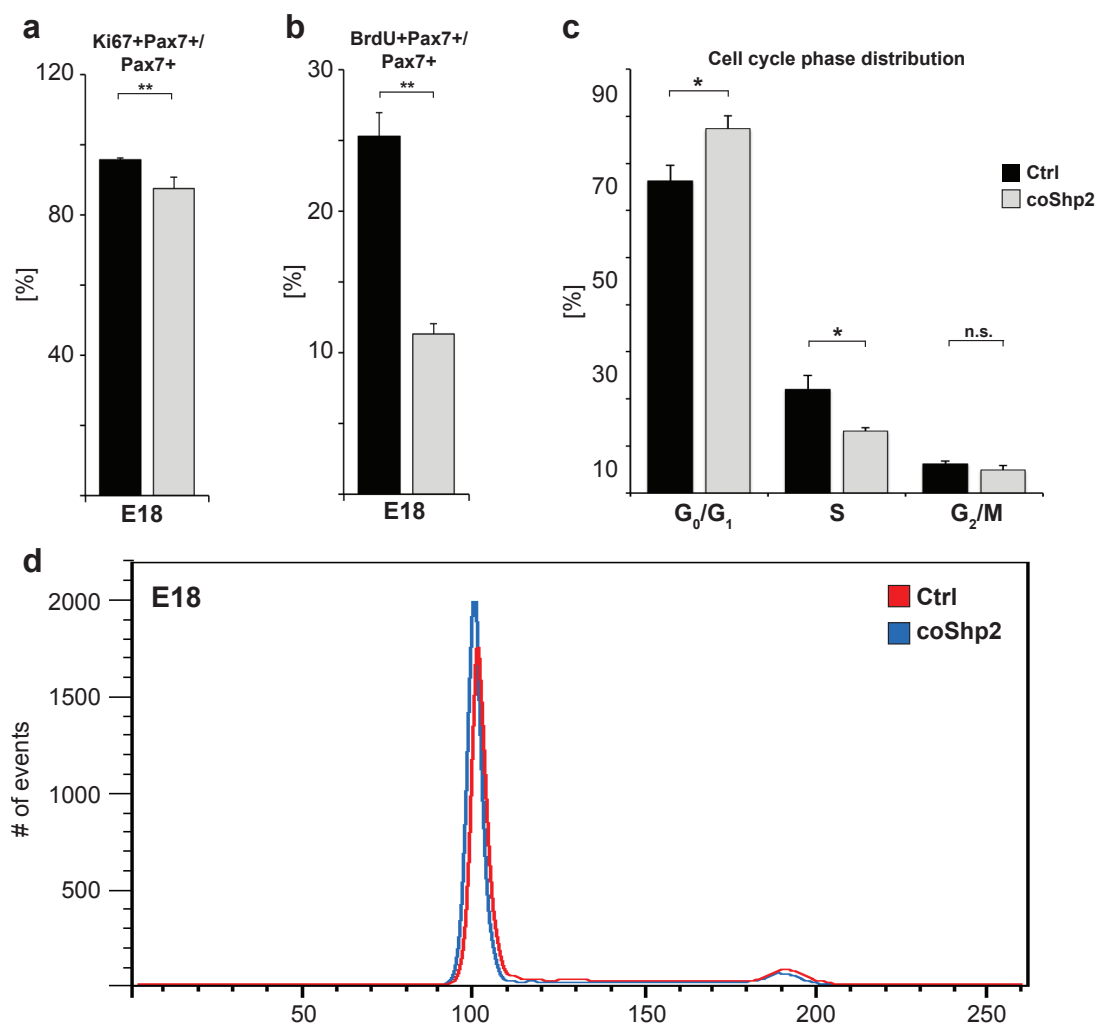 a
Ki67+Pax7+/
Pax7+
120
80
40
[%]
**
E18
b
BrdU+Pax7+/
Pax7+
30
20
10
[%]
**
E18
c
Cell cycle phase distribution
90
70
50
30
10
[%]
*
*
n.s.
Ctrl
coShp2
G₀/G₁
S
G₂/M
d
E18
Ctrl
coShp2
2000
1500
1000
500
# of events
50
100
150
200
250